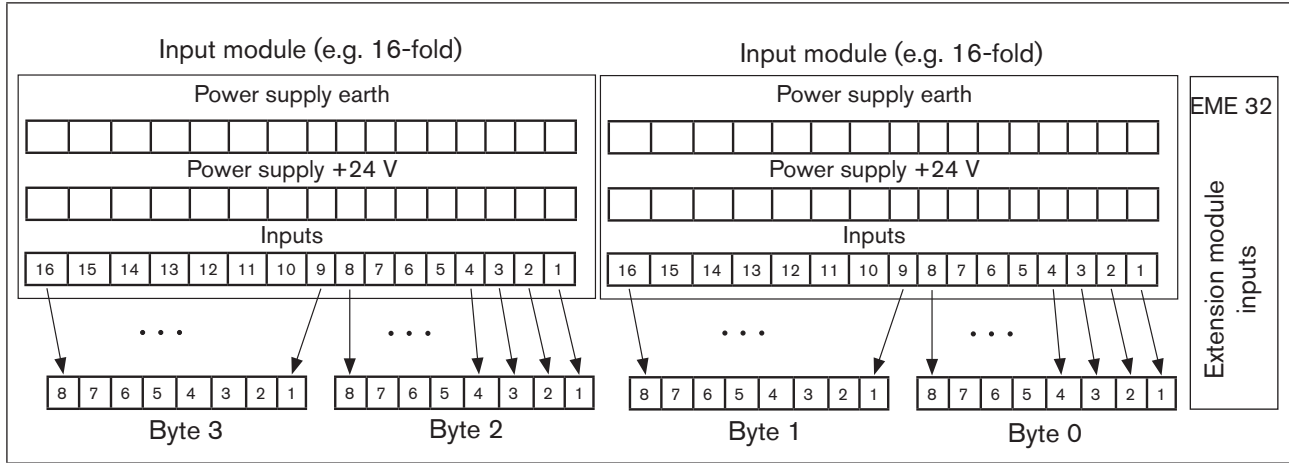 Input module (e.g. 16-fold)
Power supply earth
Power supply +24 V
Inputs
16 15 14 13 12 11 10 9 8 7 6 5 4 3 2 1
• • • • • •
8 7 6 5 4 3 2 1 8 7 6 5 4 3 2 1
Byte 3 Byte 2
Input module (e.g. 16-fold)
Power supply earth
Power supply +24 V
Inputs
16 15 14 13 12 11 10 9 8 7 6 5 4 3 2 1
• • • • • •
8 7 6 5 4 3 2 1 8 7 6 5 4 3 2 1
Byte 1 Byte 0
EME 32
Extension module
inputs